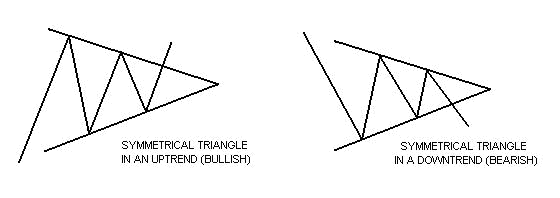 SYMMETRICAL TRIANGLE
IN AN UPTREND (BULLISH)
SYMMETRICAL TRIANGLE
IN A DOWNTREND (BEARISH)